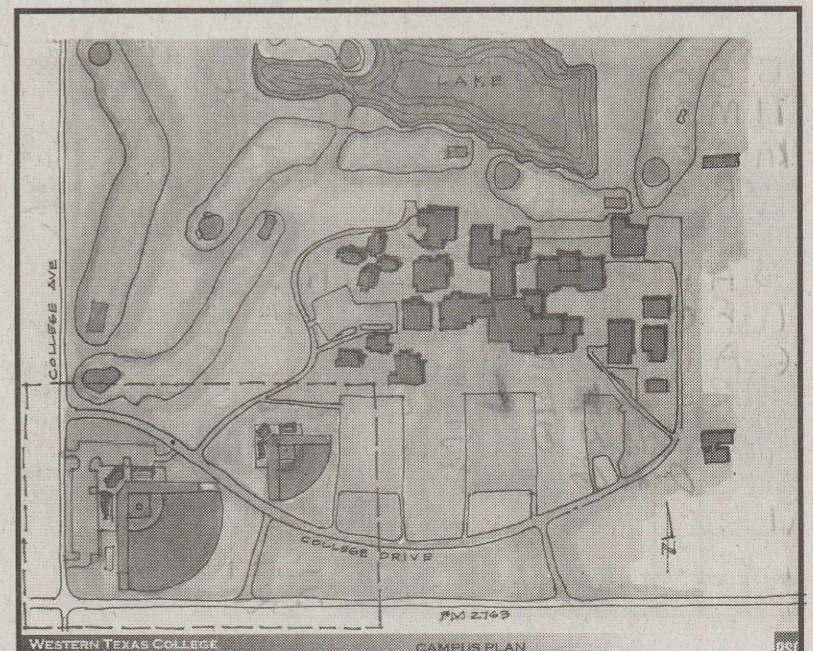 LAKE
COLLEGE AVE
COLLEGE DRIVE
N
FM 2763
WESTERN TEXAS COLLEGE
CAMPUS PLAN